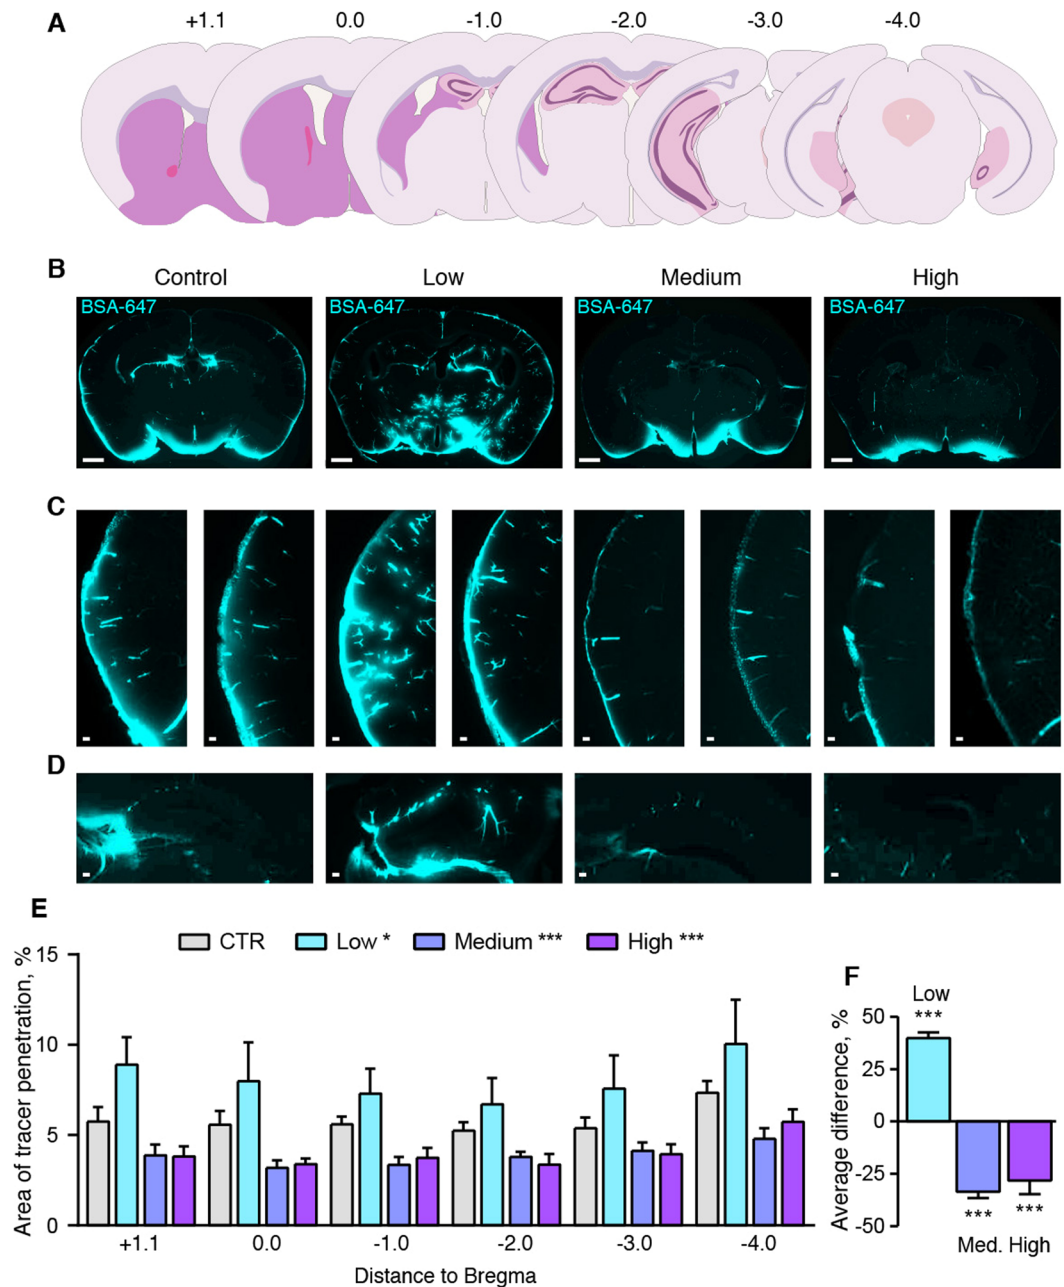 A
+1.1 0.0 -1.0 -2.0 -3.0 -4.0
B
Control Low Medium High
BSA-647 BSA-647 BSA-647 BSA-647
C
D
E
CTR Low * Medium *** High ***
Area of tracer penetration, %
15
10
5
0
+1.1 0.0 -1.0 -2.0 -3.0 -4.0
Distance to Bregma
F
Average difference, %
Low
***
50
25
0
-25
-50
*** ***
Med. High